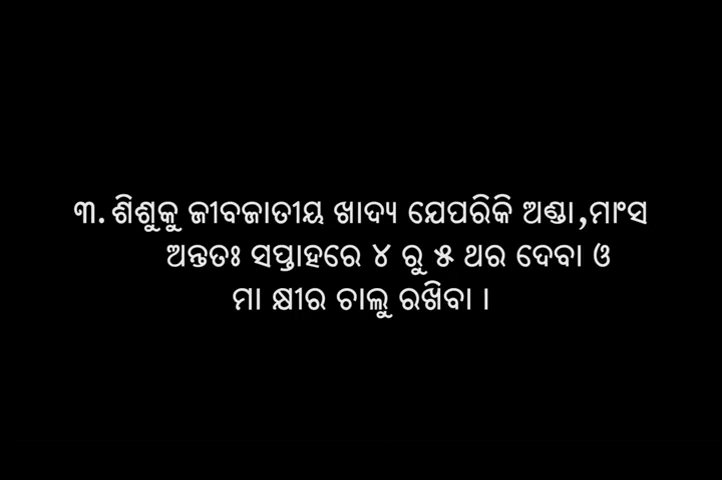 ୩. ଶିଶୁକୁ ଜୀବଜାତୀୟ ଖାଦ୍ୟ ଯେପରିକି ଅଣ୍ଡା,ମାଂସ
ଅନ୍ତତଃ ସପ୍ତାହରେ ୪ ରୁ ୫ ଥର ଦେବା ଓ
ମା କ୍ଷୀର ଚାଲୁ ରଖିବା ।